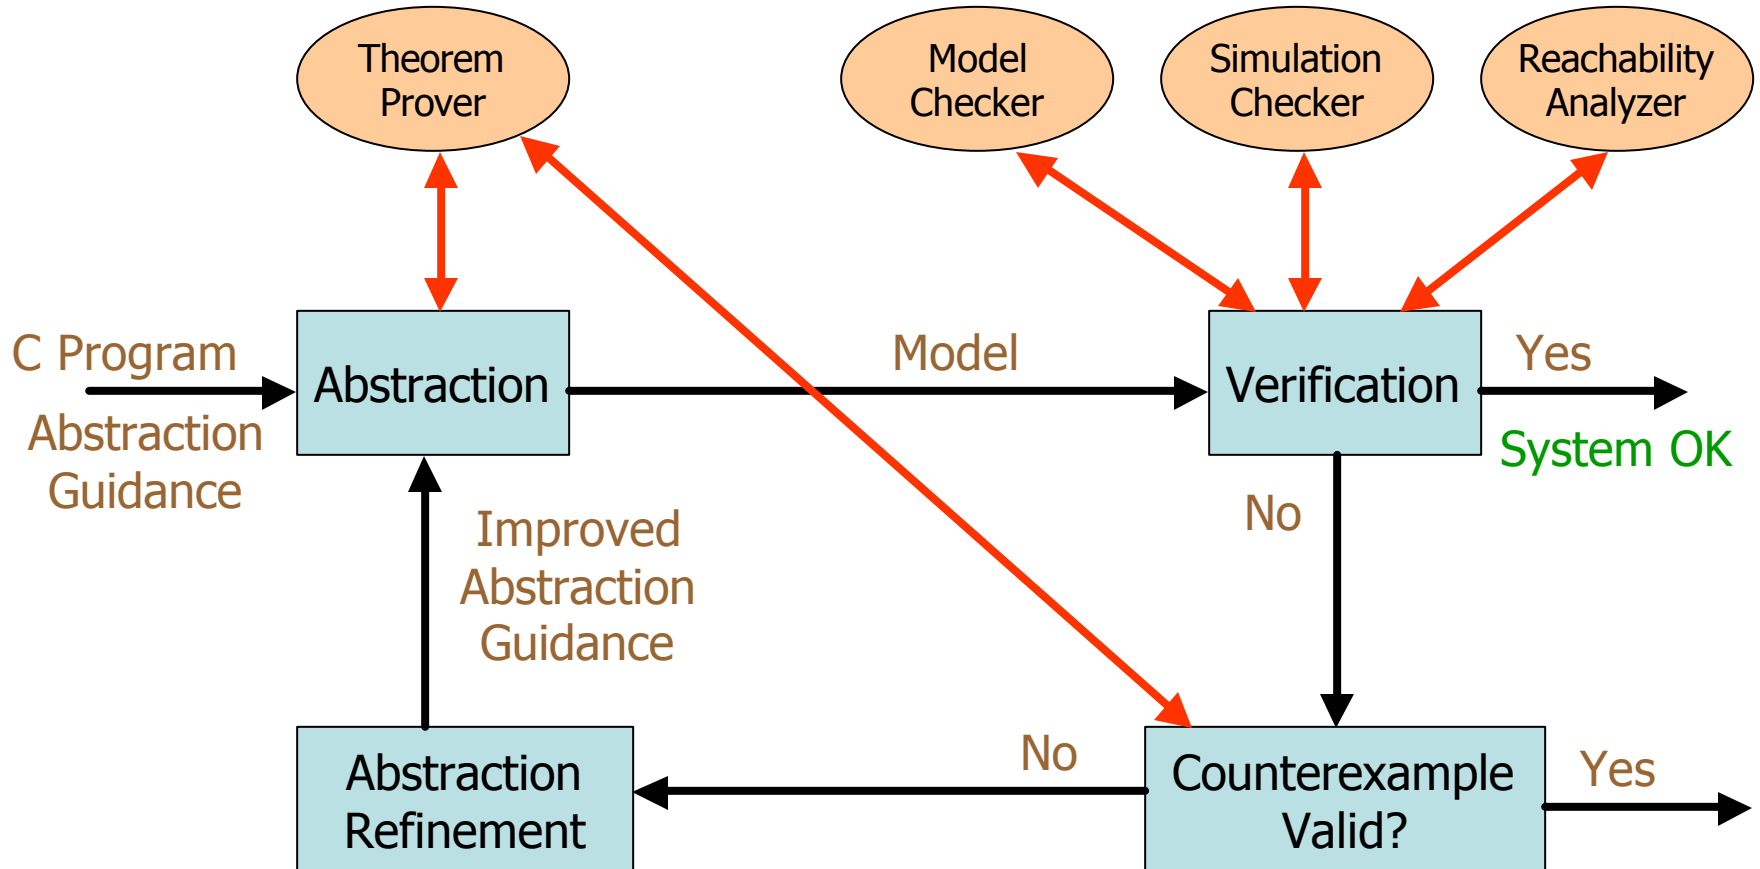 Theorem
Prover
Model
Checker
Simulation
Checker
Reachability
Analyzer
C Program
Abstraction
Guidance
Abstraction
Model
Verification
Yes
System OK
No
Improved
Abstraction
Guidance
Abstraction
Refinement
No
Counterexample
Valid?
Yes